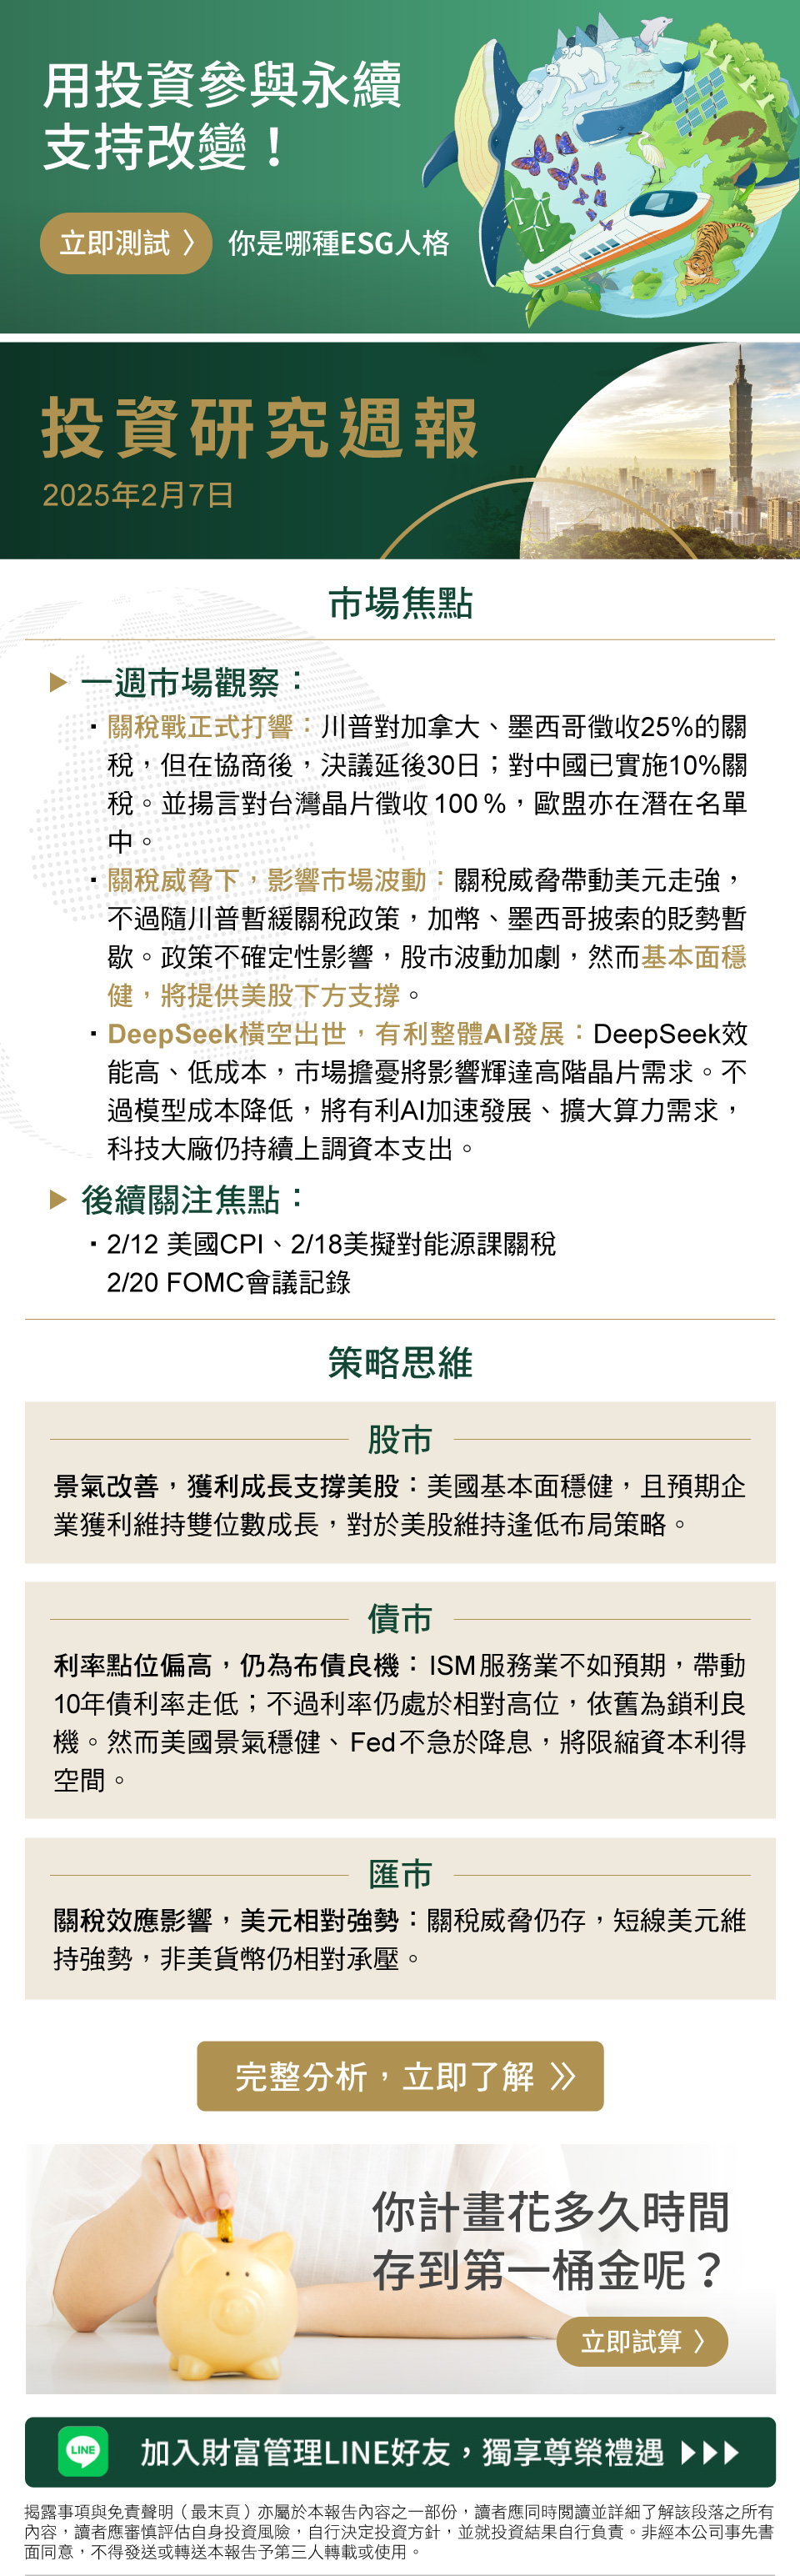 用投資參與永續
支持改變！
立即測試 〉 你是哪種ESG人格
投資研究週報
2025年2月7日
市場焦點
▶ 一週市場觀察：
・關稅戰正式打響：川普對加拿大、墨西哥徵收25%的關
稅，但在協商後，決議延後30日；對中國已實施10%關
稅。並揚言對台灣晶片徵收100%，歐盟亦在潛在名單
中。
・關稅威脅下，影響市場波動：關稅威脅帶動美元走強，
不過隨川普暫緩關稅政策，加幣、墨西哥披索的貶勢暫
歇。政策不確定性影響，股市波動加劇，然而基本面穩
健，將提供美股下方支撐。
・DeepSeek橫空出世，有利整體AI發展：DeepSeek效
能高、低成本，市場擔憂將影響輝達高階晶片需求。不
過模型成本降低，將有利AI加速發展、擴大算力需求，
科技大廠仍持續上調資本支出。
▶ 後續關注焦點：
・2/12 美國CPI、2/18美擬對能源課關稅
2/20 FOMC會議記錄
策略思維
股市
景氣改善，獲利成長支撐美股：美國基本面穩健，且預期企
業獲利維持雙位數成長，對於美股維持逢低布局策略。
債市
利率點位偏高，仍為布債良機：ISM服務業不如預期，帶動
10年債利率走低；不過利率仍處於相對高位，依舊為鎖利良
機。然而美國景氣穩健、Fed不急於降息，將限縮資本利得
空間。
匯市
關稅效應影響，美元相對強勢：關稅威脅仍存，短線美元維
持強勢，非美貨幣仍相對承壓。
完整分析，立即了解 》
你計畫花多久時間
存到第一桶金呢？
立即試算 〉
LINE 加入財富管理LINE好友，獨享尊榮禮遇 ▶▶▶
揭露事項與免責聲明（最末頁）亦屬於本報告內容之一部份，讀者應同時閱讀並詳細了解該段落之所有
內容，讀者應審慎評估自身投資風險，自行決定投資方針，並就投資結果自行負責。非經本公司事先書
面同意，不得發送或轉送本報告予第三人轉載或使用。